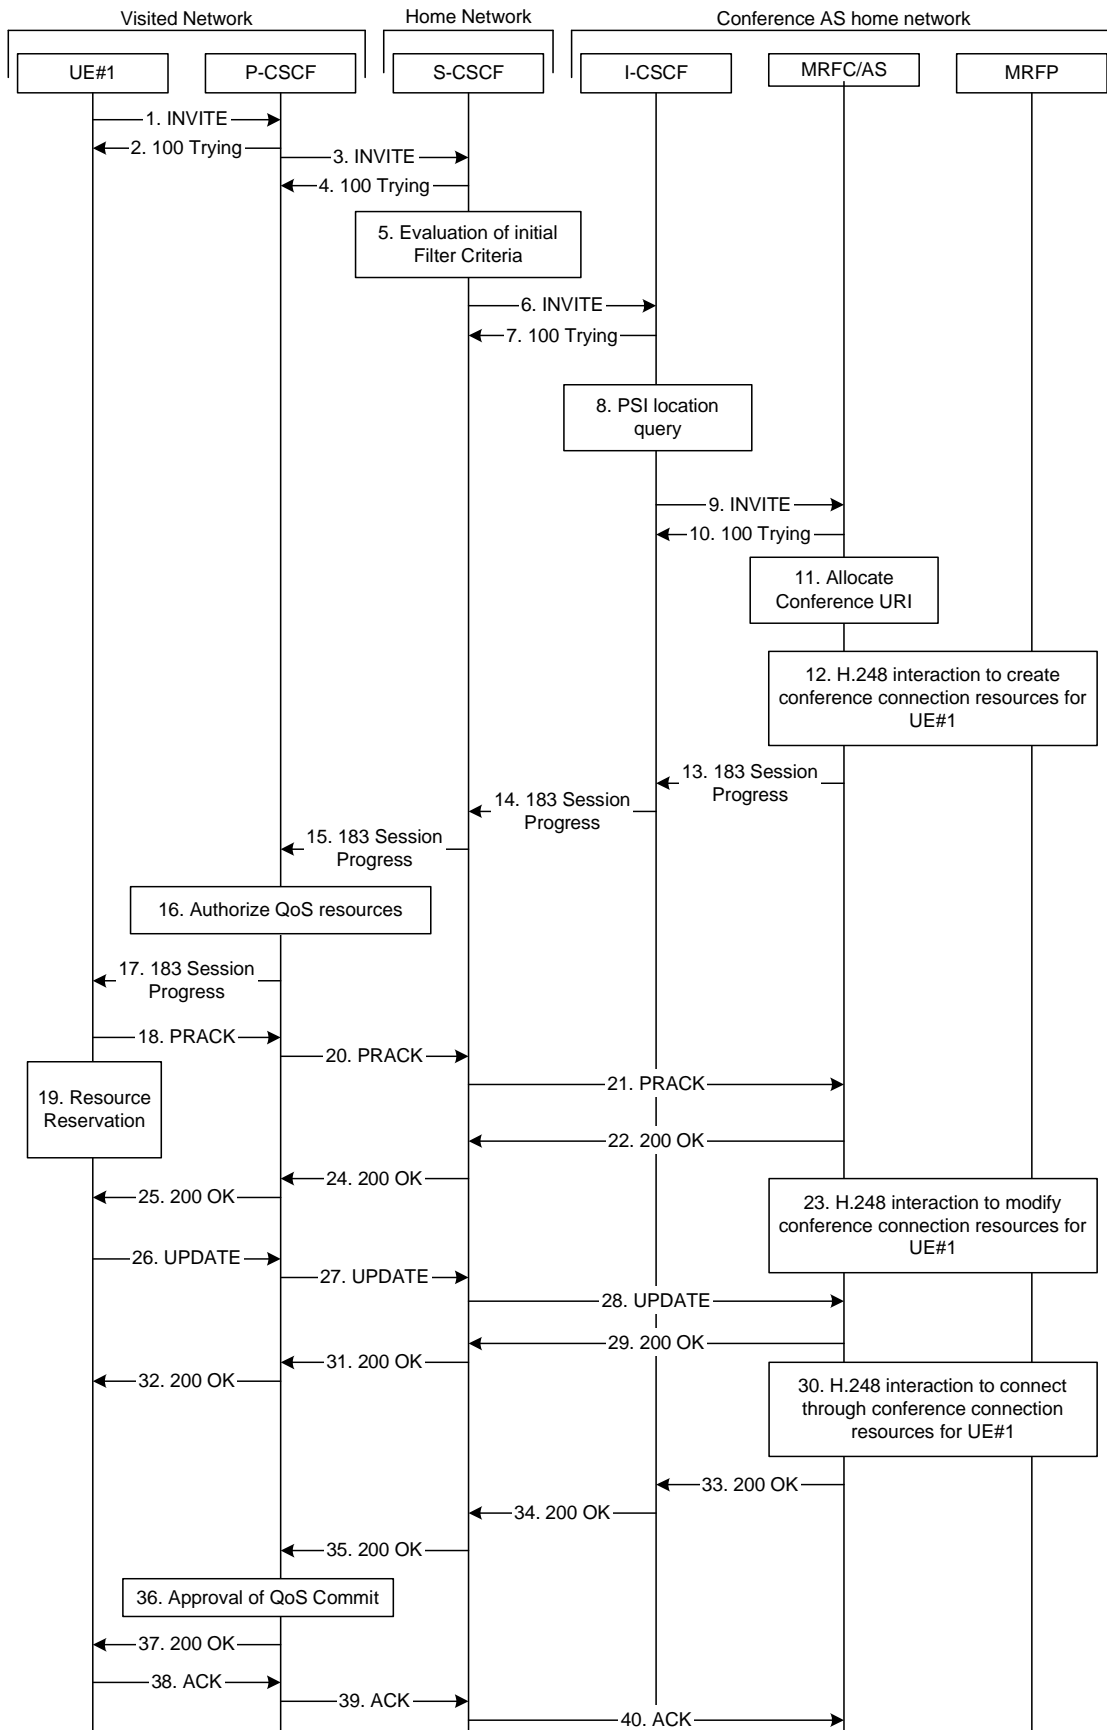 Visited Network
Home Network
Conference AS home network
UE#1
P-CSCF
S-CSCF
I-CSCF
MRFC/AS
MRFP
1. INVITE
2. 100 Trying
3. INVITE
4. 100 Trying
5. Evaluation of initial
Filter Criteria
6. INVITE
7. 100 Trying
8. PSI location
query
9. INVITE
10. 100 Trying
11. Allocate
Conference URI
12. H.248 interaction to create
conference connection resources for
UE#1
13. 183 Session
Progress
14. 183 Session
Progress
15. 183 Session
Progress
16. Authorize QoS resources
17. 183 Session
Progress
18. PRACK
20. PRACK
19. Resource
Reservation
21. PRACK
22. 200 OK
24. 200 OK
25. 200 OK
23. H.248 interaction to modify
conference connection resources for
UE#1
26. UPDATE
27. UPDATE
28. UPDATE
29. 200 OK
31. 200 OK
32. 200 OK
30. H.248 interaction to connect
through conference connection
resources for UE#1
33. 200 OK
34. 200 OK
35. 200 OK
36. Approval of QoS Commit
37. 200 OK
38. ACK
39. ACK
40. ACK